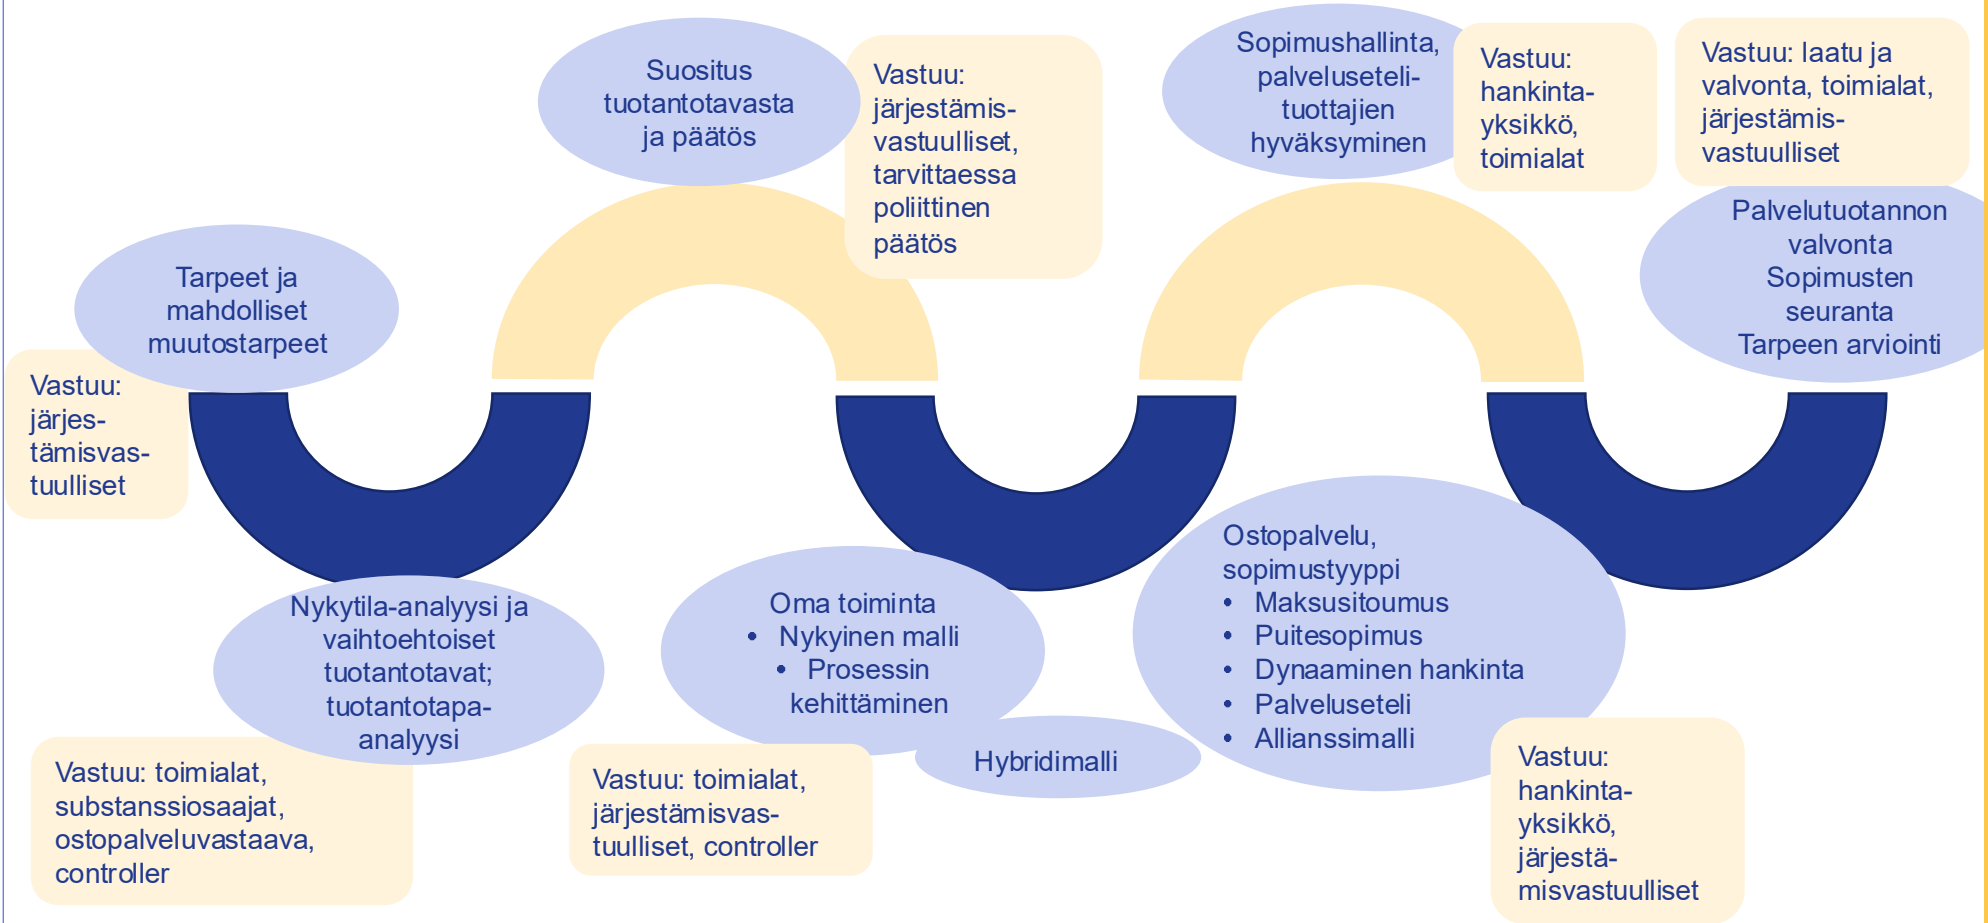 Tarpeet ja
mahdolliset
muutostarpeet
Vastuu:
järjes-
tämisvas-
tuulliset
Nykytila-analyysi ja
vaihtoehtoiset
tuotantotavat;
tuotantotapa-
analyysi
Vastuu: toimialat,
substanssiosaajat,
ostopalveluvastaava,
controller
Suositus
tuotantotavasta
ja päätös
Vastuu:
järjestämis-
vastuulliset,
tarvittaessa
poliittinen
päätös
Oma toiminta
• Nykyinen malli
• Prosessin
kehittäminen
Vastuu: toimialat,
järjestämisvas-
tuulliset, controller
Hybridimalli
Ostopalvelu,
sopimustyyppi
• Maksusitoumus
• Puitesopimus
• Dynaaminen hankinta
• Palveluseteli
• Allianssimalli
Vastuu:
hankinta-
yksikkö,
järjestä-
misvastuulliset
Sopimushallinta,
palveluseteli-
tuottajien
hyväksyminen
Vastuu:
hankinta-
yksikkö,
toimialat
Vastuu: laatu ja
valvonta, toimialat,
järjestämis-
vastuulliset
Palvelutuotannon
valvonta
Sopimusten
seuranta
Tarpeen arviointi